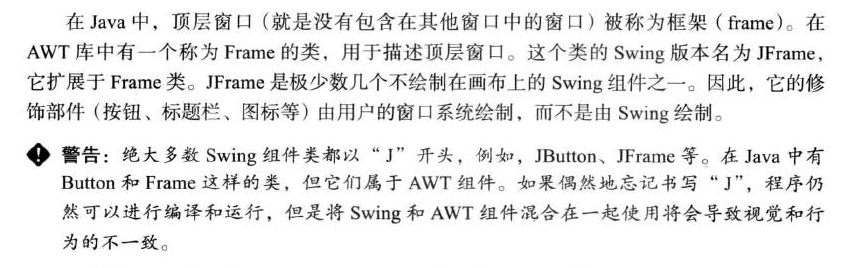 在 Java 中，顶层窗口（就是没有包含在其他窗口中的窗口）被称为框架（frame）。在
AWT 库中有一个称为 Frame 的类，用于描述顶层窗口。这个类的 Swing 版本名为 JFrame，
它扩展于 Frame 类。JFrame 是极少数几个不绘制在画布上的 Swing 组件之一。因此，它的修
饰部件（按钮、标题栏、图标等）由用户的窗口系统绘制，而不是由 Swing 绘制。
警告：绝大多数 Swing 组件类都以“J”开头，例如，JButton、JFrame 等。在 Java 中有
Button 和 Frame 这样的类，但它们属于 AWT 组件。如果偶然地忘记书写“J”，程序仍
然可以进行编译和运行，但是将 Swing 和 AWT 组件混合在一起使用将会导致视觉和行
为的不一致。